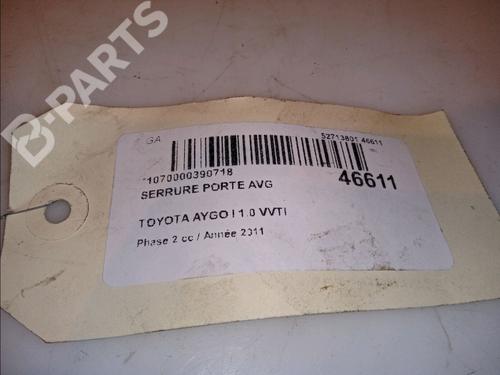 B-PARTS
GA
52713801 46611
*1070000390718
46611
SERRURE PORTE AVG
TOYOTA AYGO I 1.0 VVTI
Phase 2 cc / Année 2011